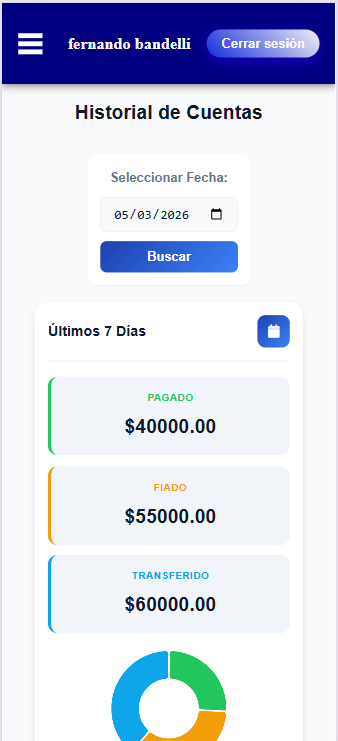 fernando bandelli
Cerrar sesión
Historial de Cuentas
Seleccionar Fecha:
05/03/2026
Buscar
Últimos 7 Días
PAGADO
$40000.00
FIADO
$55000.00
TRANSFERIDO
$60000.00